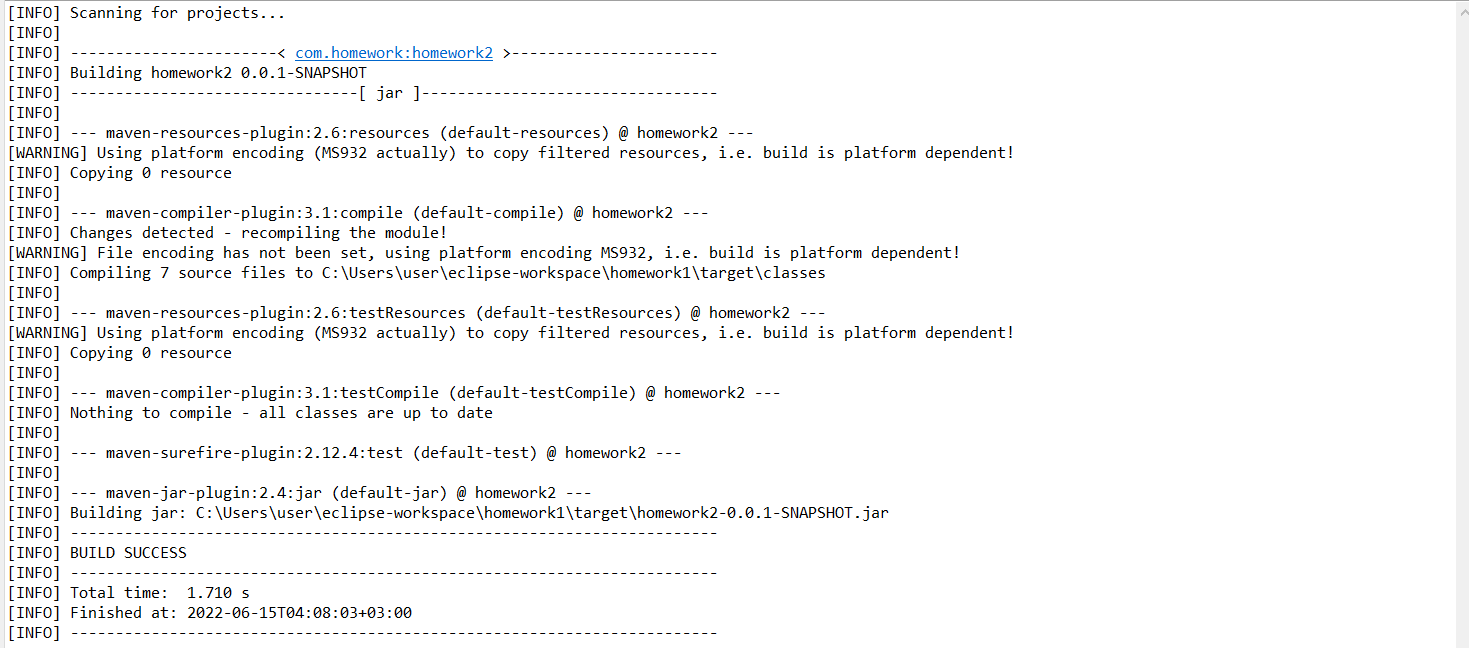 [INFO] Scanning for projects...
[INFO]
[INFO] -----------------------< com.homework:homework2 >-----------------------
[INFO] Building homework2 0.0.1-SNAPSHOT
[INFO] --------------------------------[ jar ]---------------------------------
[INFO]
[INFO] --- maven-resources-plugin:2.6:resources (default-resources) @ homework2 ---
[WARNING] Using platform encoding (MS932 actually) to copy filtered resources, i.e. build is platform dependent!
[INFO] Copying 0 resource
[INFO]
[INFO] --- maven-compiler-plugin:3.1:compile (default-compile) @ homework2 ---
[INFO] Changes detected - recompiling the module!
[WARNING] File encoding has not been set, using platform encoding MS932, i.e. build is platform dependent!
[INFO] Compiling 7 source files to C:\Users\user\eclipse-workspace\homework1\target\classes
[INFO]
[INFO] --- maven-resources-plugin:2.6:testResources (default-testResources) @ homework2 ---
[WARNING] Using platform encoding (MS932 actually) to copy filtered resources, i.e. build is platform dependent!
[INFO] Copying 0 resource
[INFO]
[INFO] --- maven-compiler-plugin:3.1:testCompile (default-testCompile) @ homework2 ---
[INFO] Nothing to compile - all classes are up to date
[INFO]
[INFO] --- maven-surefire-plugin:2.12.4:test (default-test) @ homework2 ---
[INFO]
[INFO] --- maven-jar-plugin:2.4:jar (default-jar) @ homework2 ---
[INFO] Building jar: C:\Users\user\eclipse-workspace\homework1\target\homework2-0.0.1-SNAPSHOT.jar
[INFO] ------------------------------------------------------------------------
[INFO] BUILD SUCCESS
[INFO] ------------------------------------------------------------------------
[INFO] Total time:  1.710 s
[INFO] Finished at: 2022-06-15T04:08:03+03:00
[INFO] ------------------------------------------------------------------------